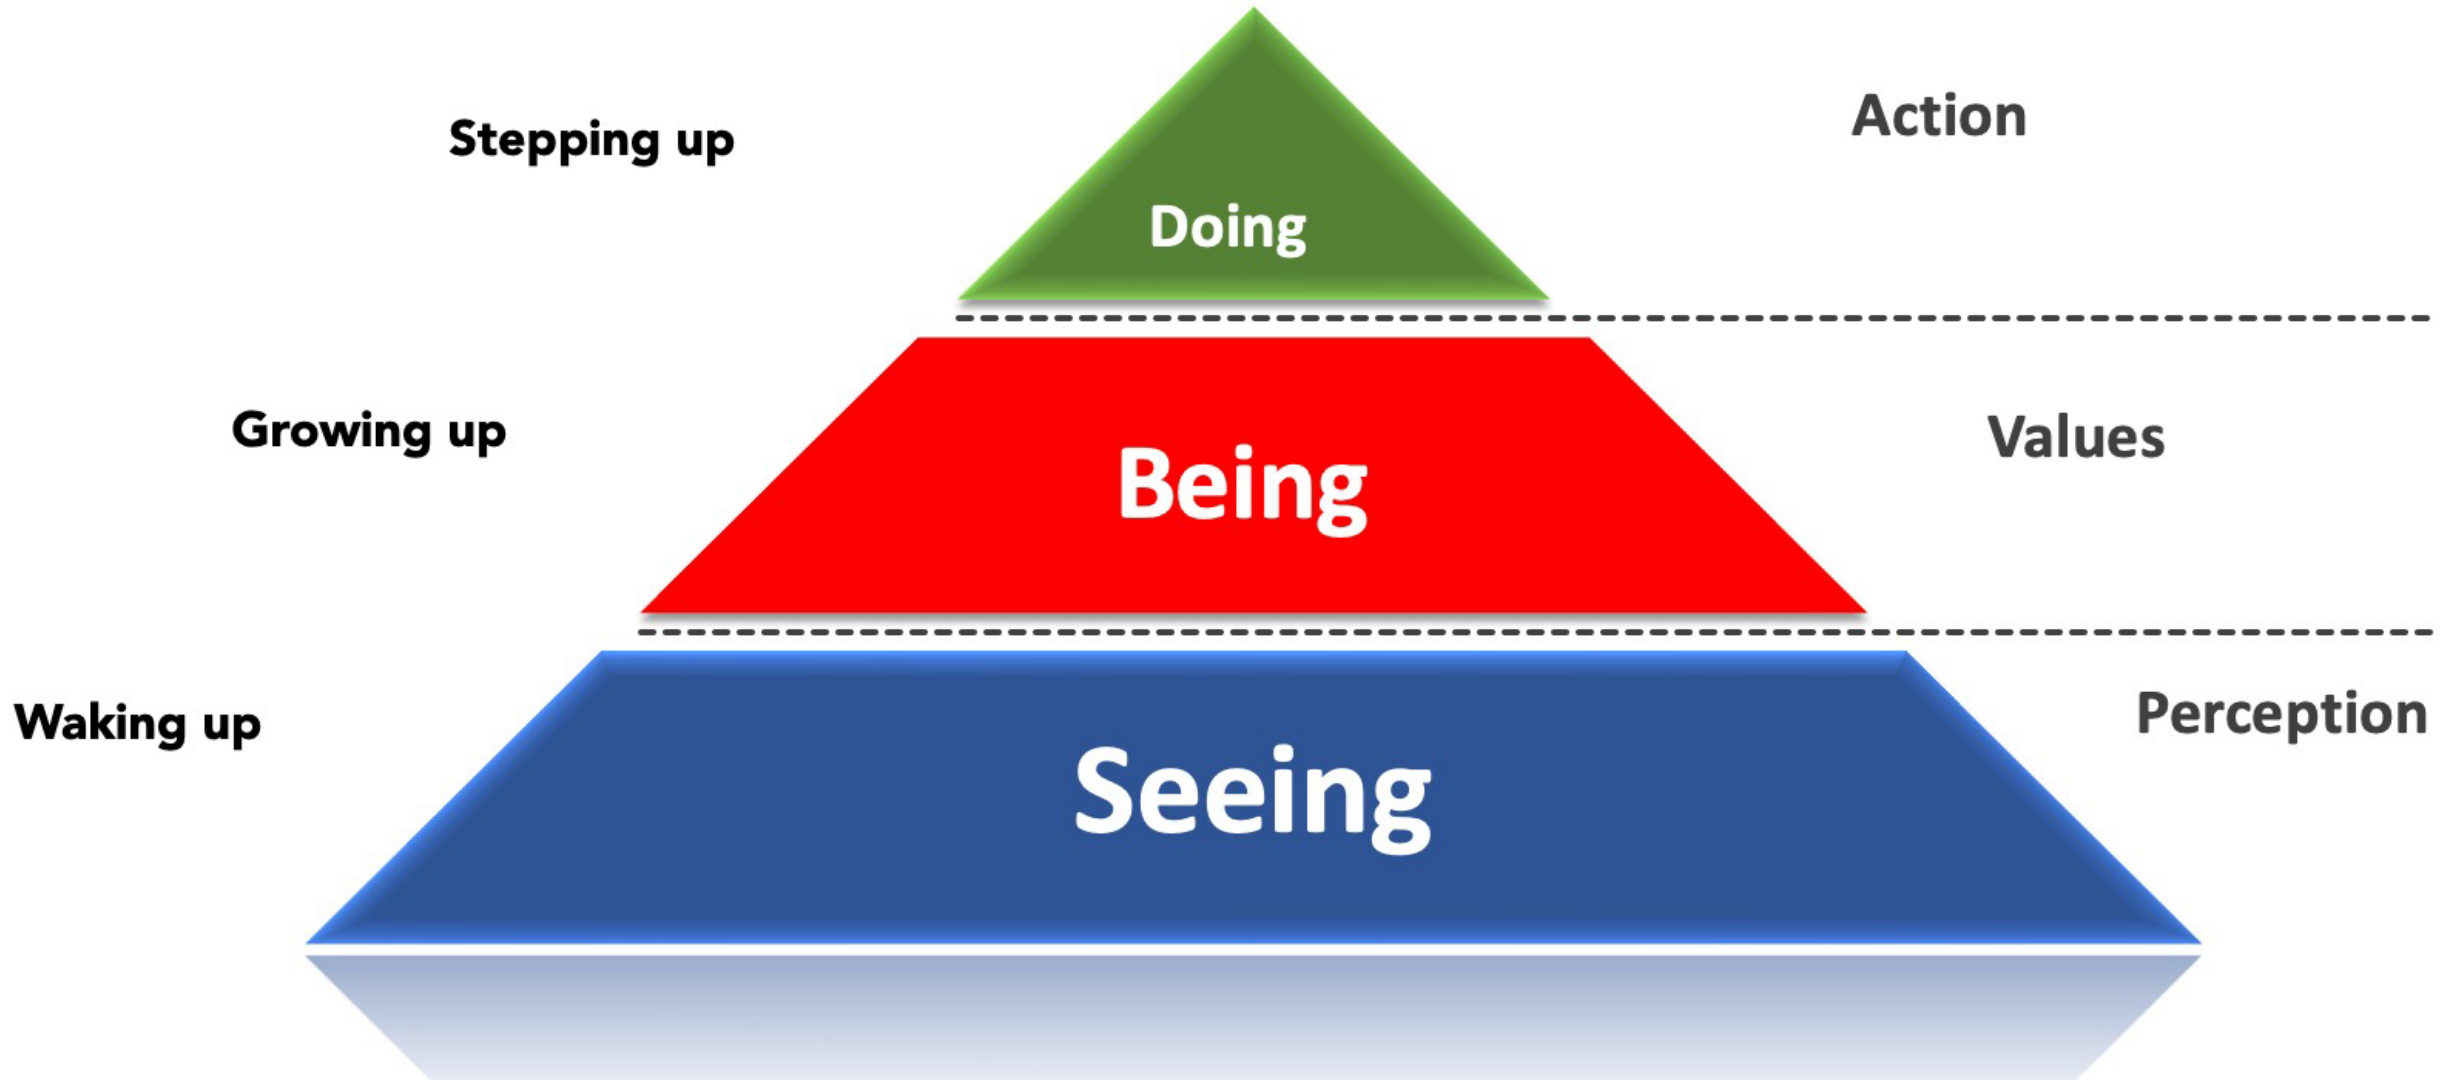 Stepping up
Doing
Action
Growing up
Being
Values
Waking up
Seeing
Perception